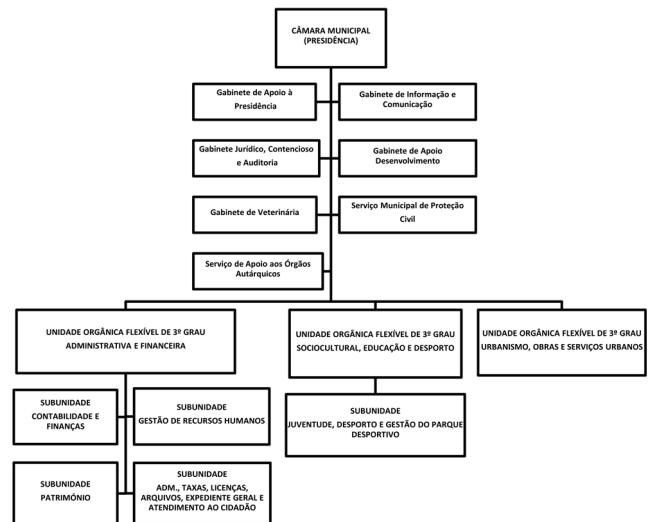 CÂMARA MUNICIPAL
(PRESIDÊNCIA)
Gabinete de Apoio à
Presidência
Gabinete de Informação e
Comunicação
Gabinete Jurídico, Contencioso
e Auditoria
Gabinete de Apoio
Desenvolvimento
Gabinete de Veterinária
Serviço Municipal de Proteção
Civil
Serviço de Apoio aos Órgãos
Autárquicos
UNIDADE ORGÂNICA FLEXÍVEL DE 3º GRAU
ADMINISTRATIVA E FINANCEIRA
UNIDADE ORGÂNICA FLEXÍVEL DE 3º GRAU
SOCIOCULTURAL, EDUCAÇÃO E DESPORTO
UNIDADE ORGÂNICA FLEXÍVEL DE 3º GRAU
URBANISMO, OBRAS E SERVIÇOS URBANOS
SUBUNIDADE
CONTABILIDADE E
FINANÇAS
SUBUNIDADE
GESTÃO DE RECURSOS HUMANOS
SUBUNIDADE
JUVENTUDE, DESPORTO E GESTÃO DO PARQUE
DESPORTIVO
SUBUNIDADE
PATRIMÓNIO
SUBUNIDADE
ADM., TAXAS, LICENÇAS,
ARQUIVOS, EXPEDIENTE GERAL E
ATENDIMENTO AO CIDADÃO